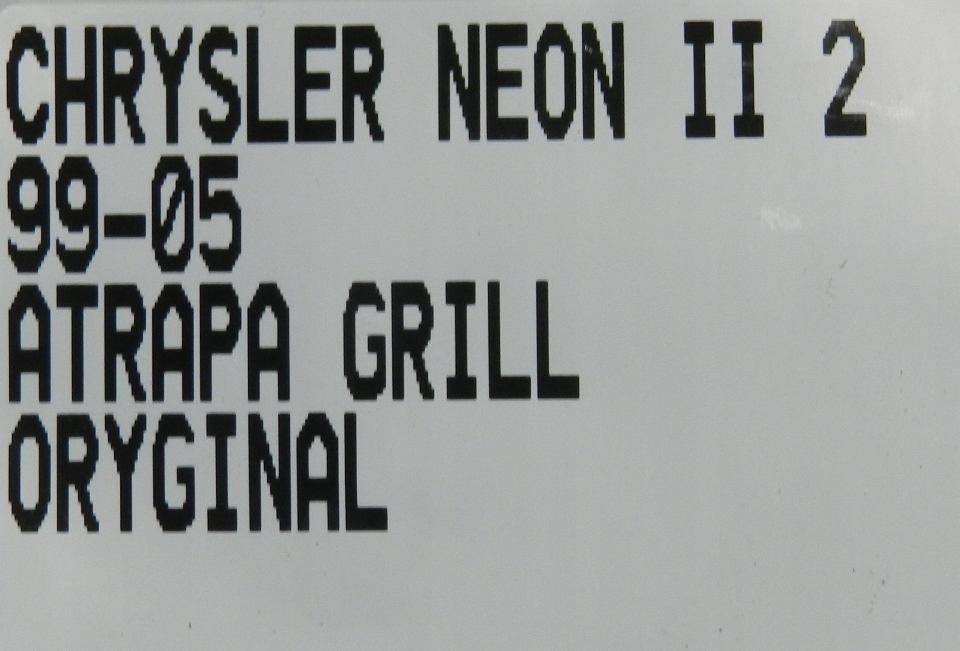 CHRYSLER NEON II 2
99-05
ATRAPA GRILL
ORYGINAL